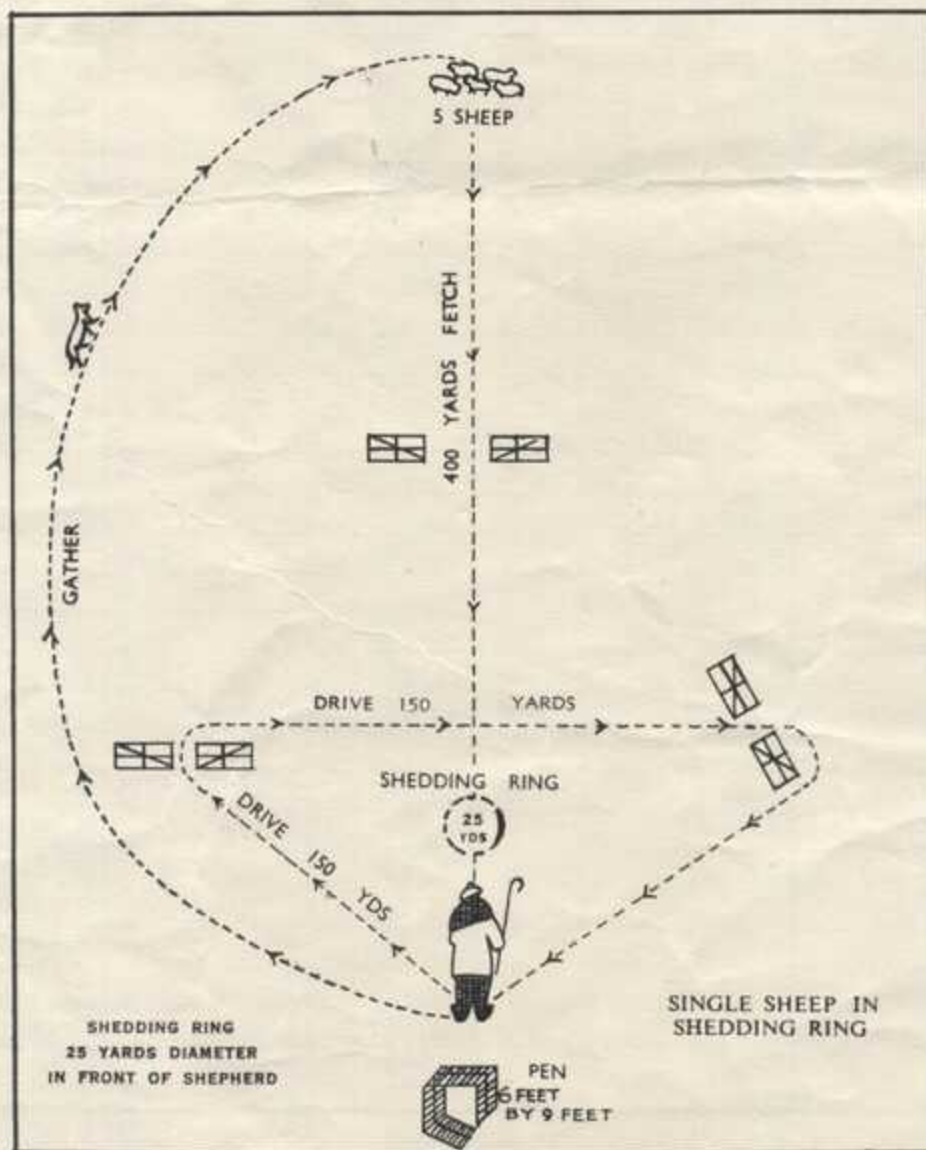 5 SHEEP
400 YARDS FETCH
GATHER
DRIVE 150 YARDS
SHEDDING RING
25
YDS
DRIVE 150 YDS
SINGLE SHEEP IN
SHEDDING RING
SHEDDING RING
25 YARDS DIAMETER
IN FRONT OF SHEPHERD
PEN
6 FEET
BY 9 FEET